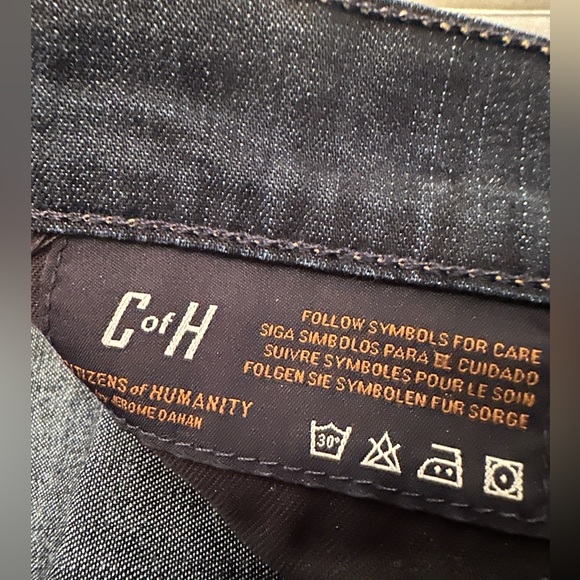 C of H
CITIZENS of HUMANITY
BY JEROME DAHAN
FOLLOW SYMBOLS FOR CARE
SIGA SIMBOLOS PARA EL CUIDADO
SUIVRE SYMBOLES POUR LE SOIN
FOLGEN SIE SYMBOLEN FÜR SORGE
30°